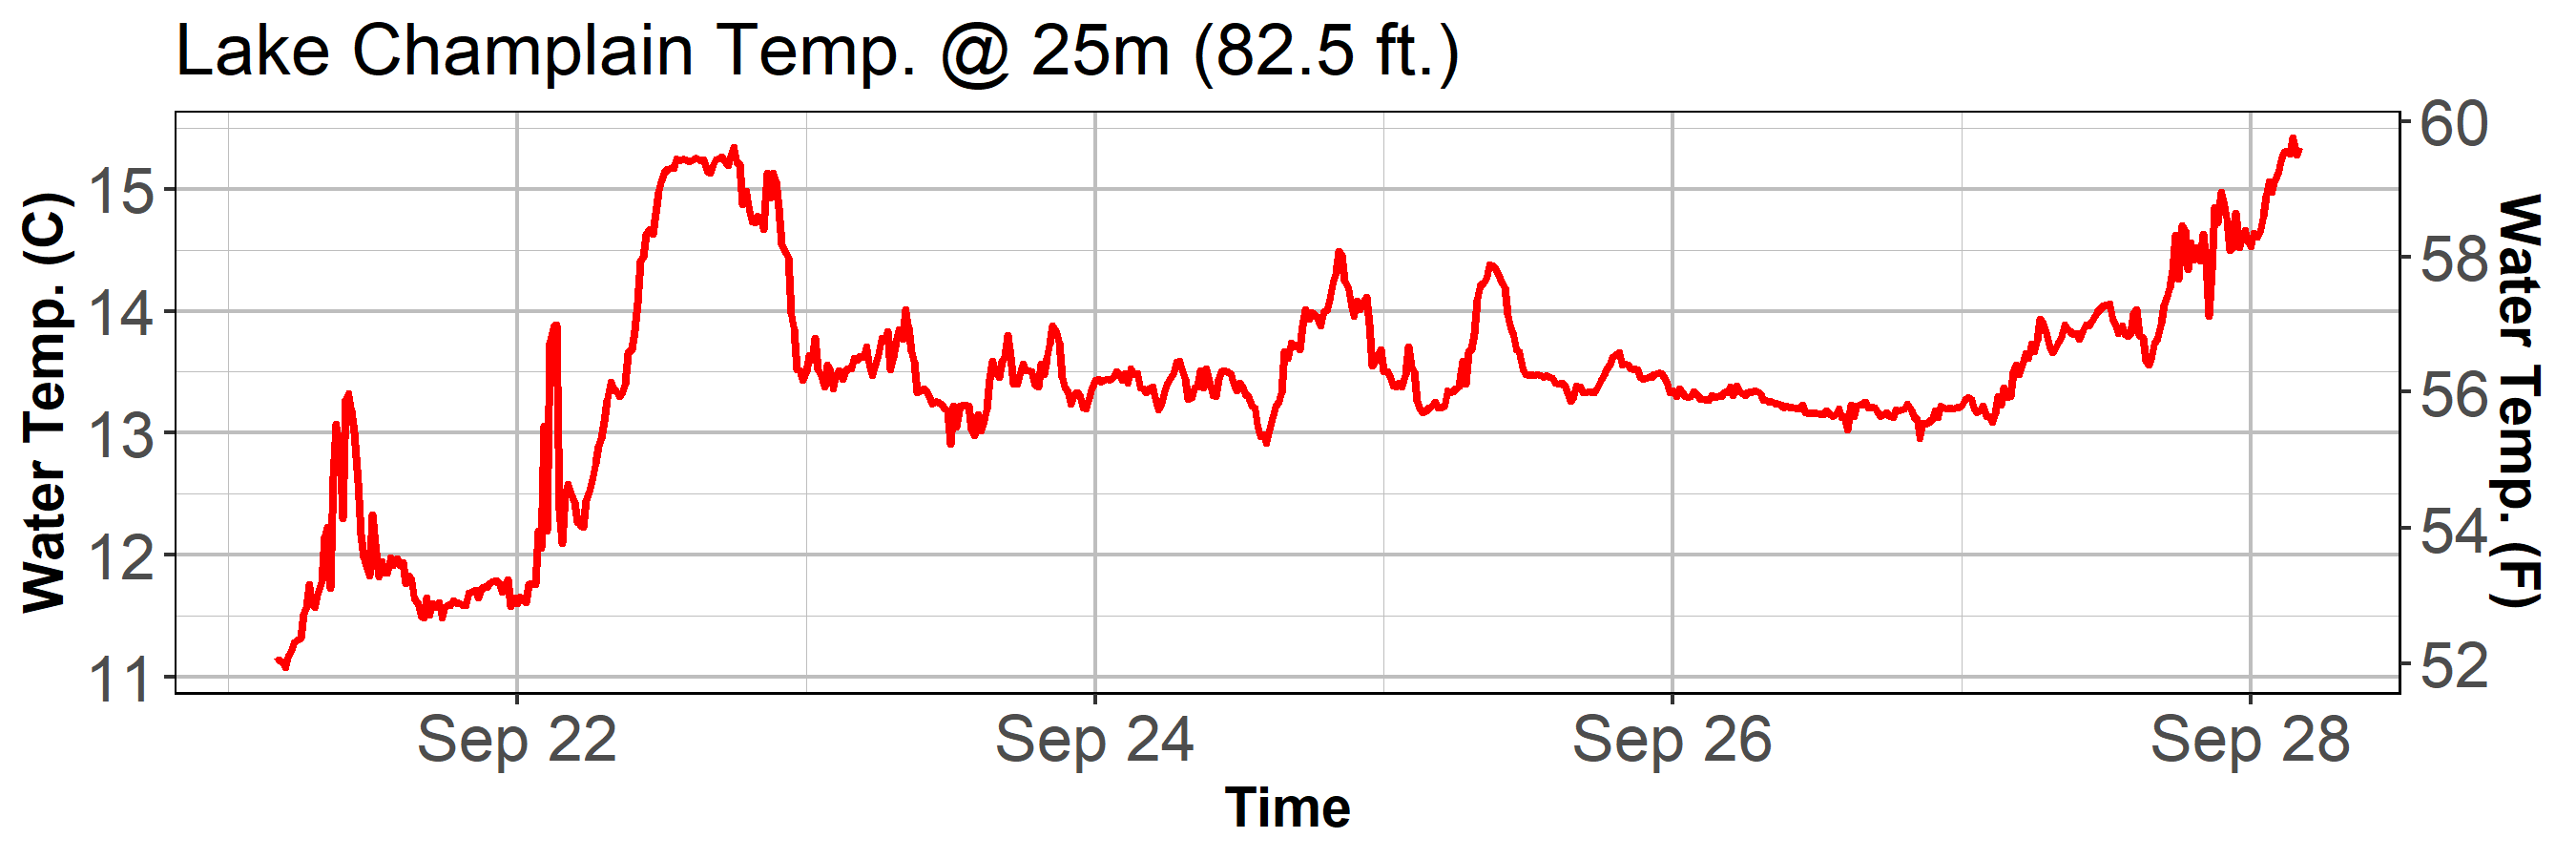 Lake Champlain Temp. @ 25m (82.5 ft.)
Water Temp. (C)
15
14
13
12
11
60
58
56
54
52
Water Temp. (F)
Sep 22
Sep 24
Sep 26
Sep 28
Time